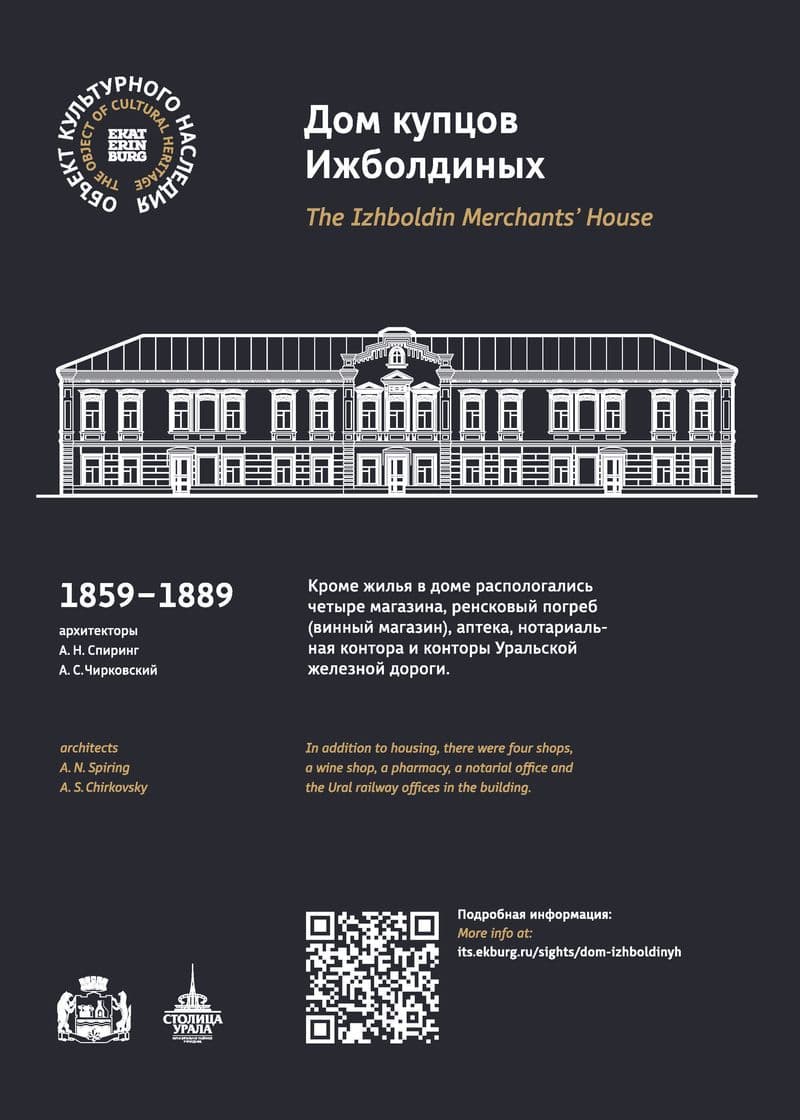 ОБЪЕКТ КУЛЬТУРНОГО НАСЛЕДИЯ
THE OBJECT OF CULTURAL HERITAGE
EKAT
ERIN
BURG
Дом купцов
Ижболдиных
The Izhboldin Merchants’ House
1859–1889
архитекторы
А. Н. Спиринг
А. С.Чирковский
Кроме жилья в доме распологались
четыре магазина, ренсковый погреб
(винный магазин), аптека, нотариаль-
ная контора и конторы Уральской
железной дороги.
architects
A. N. Spiring
A. S. Chirkovsky
In addition to housing, there were four shops,
a wine shop, a pharmacy, a notarial office and
the Ural railway offices in the building.
Подробная информация:
More info at:
its.ekburg.ru/sights/dom-izhboldinyh
СТОЛИЦА
УРАЛА